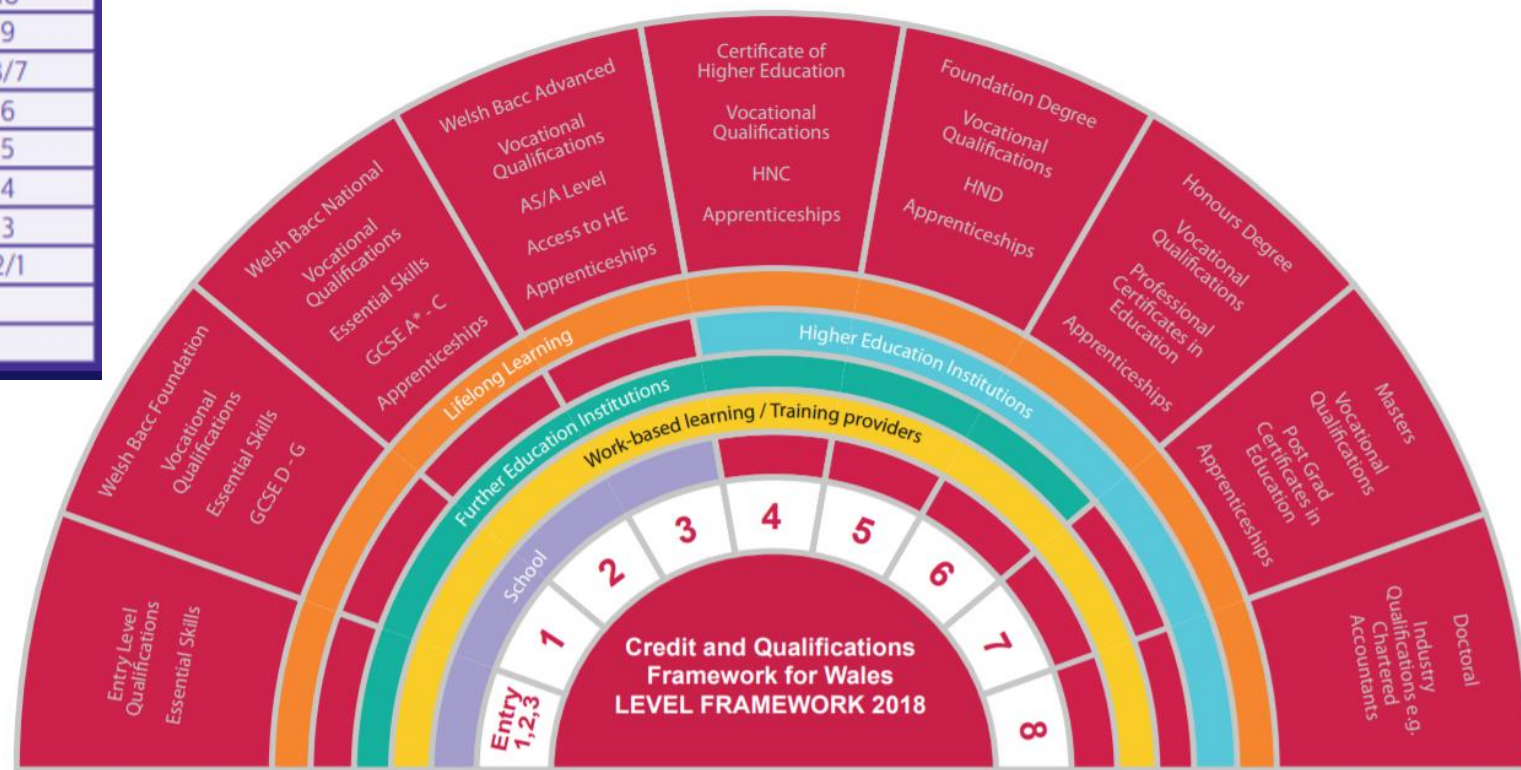 9
/7
6
5
4
3
2/1
Entry Level
Qualifications
Essential Skills
Welsh Bacc Foundation
Vocational
Qualifications
Essential Skills
GCSE D - G
Welsh Bacc National
Vocational
Qualifications
Essential Skills
GCSE A* - C
Apprenticeships
Welsh Bacc Advanced
Vocational
Qualifications
AS/A Level
Access to HE
Apprenticeships
Certificate of
Higher Education
Vocational
Qualifications
HNC
Apprenticeships
Foundation Degree
Vocational
Qualifications
HND
Apprenticeships
Honours Degree
Vocational
Qualifications
Professional
Certificates in
Education
Apprenticeships
Masters
Vocational
Qualifications
Post Grad
Certificates in
Education
Apprenticeships
Doctoral
Industry
Qualifications e.g.
Chartered
Accountants
Lifelong Learning
Higher Education Institutions
Further Education Institutions
Work-based learning / Training providers
School
Entry
1,2,3
1
2
3
4
5
6
7
8
Credit and Qualifications
Framework for Wales
LEVEL FRAMEWORK 2018